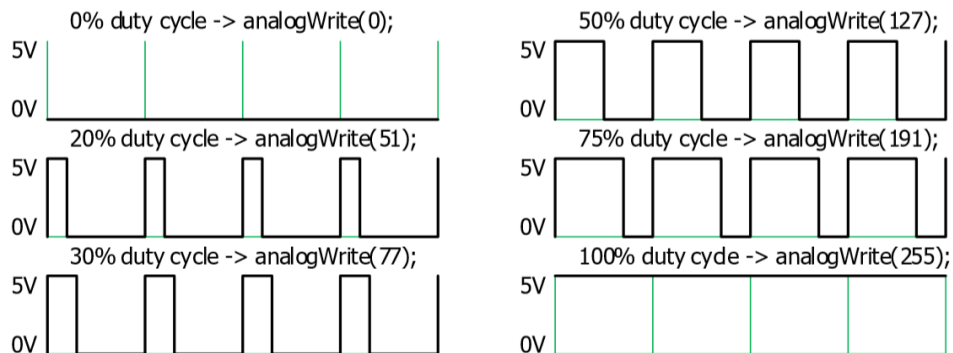 0% duty cycle -> analogWrite(0);
5V
0V
20% duty cycle -> analogWrite(51);
5V
0V
30% duty cycle -> analogWrite(77);
5V
0V
50% duty cycle -> analogWrite(127);
5V
0V
75% duty cycle -> analogWrite(191);
5V
0V
100% duty cycle -> analogWrite(255);
5V
0V